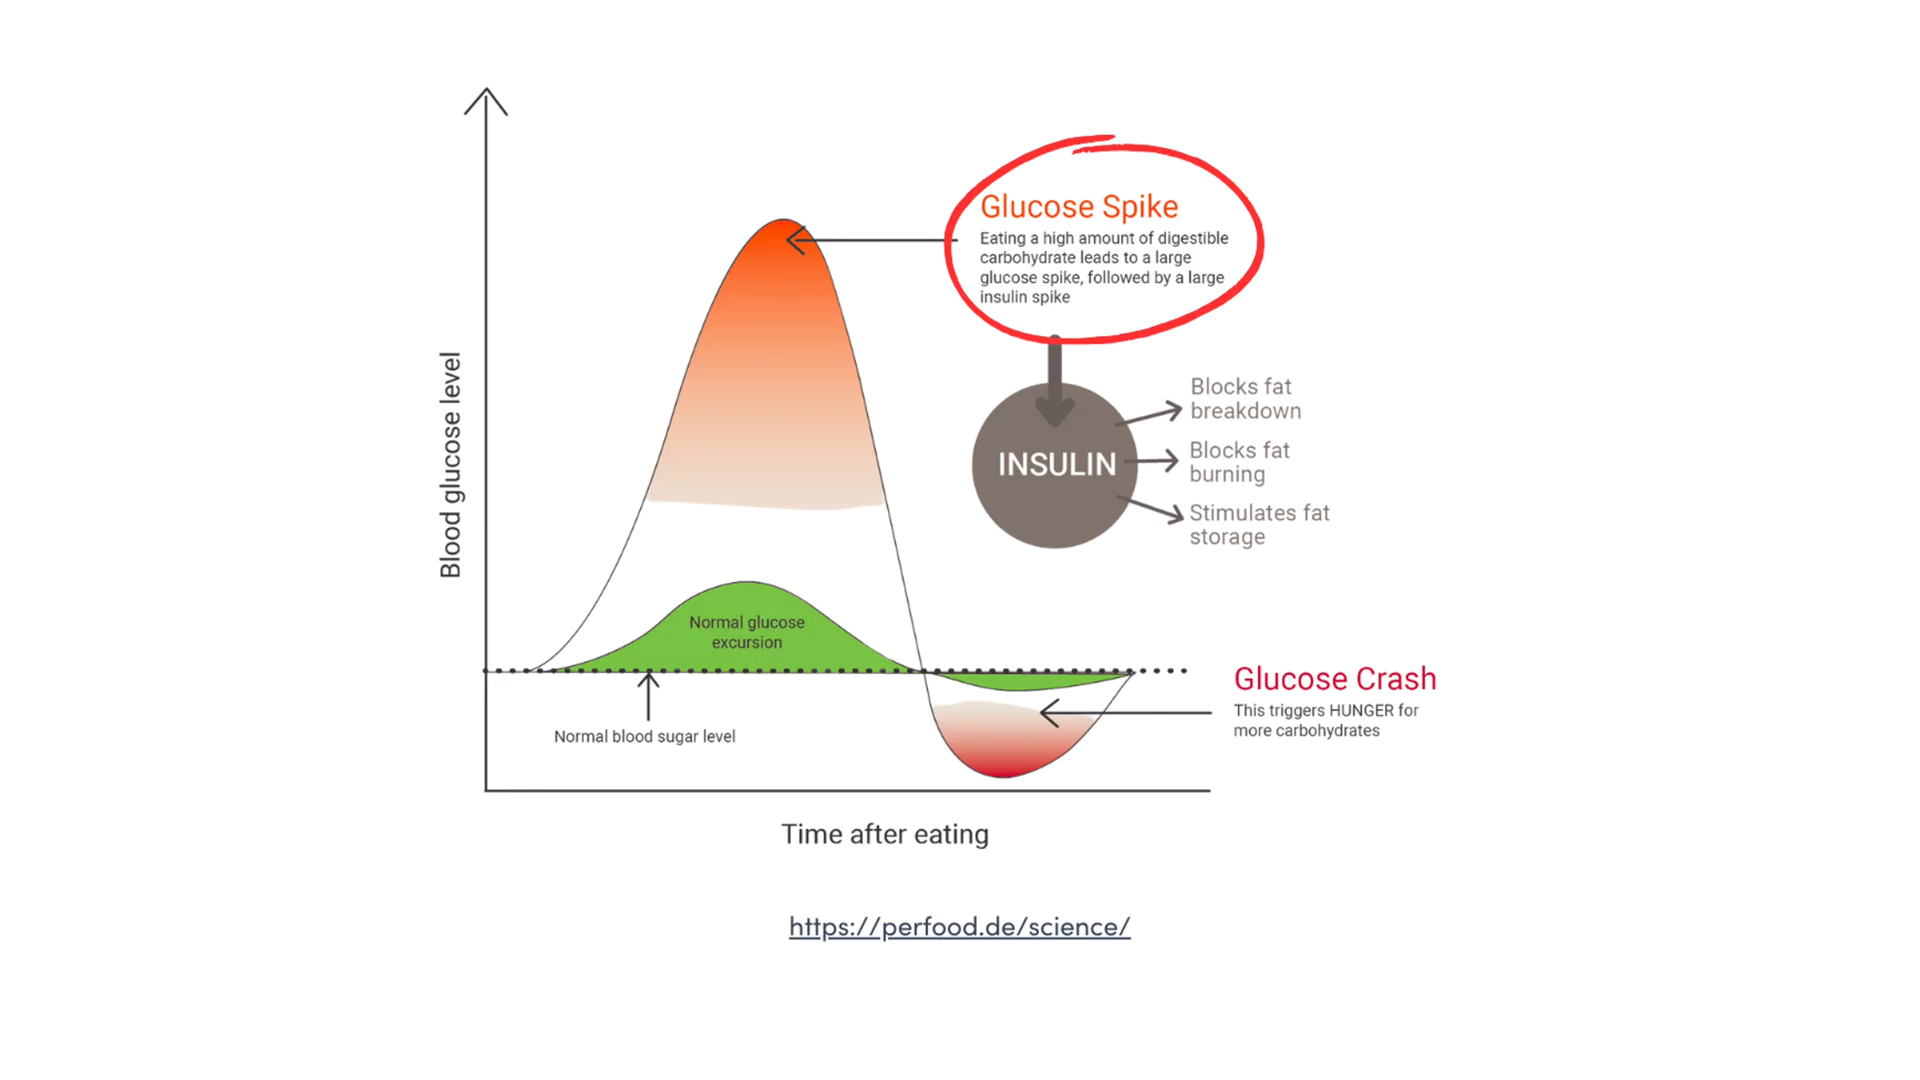 Glucose Spike
Eating a high amount of digestible
carbohydrate leads to a large
glucose spike, followed by a large
insulin spike
Blood glucose level
INSULIN
Blocks fat
breakdown
Blocks fat
burning
Stimulates fat
storage
Normal glucose
excursion
Normal blood sugar level
Glucose Crash
This triggers HUNGER for
more carbohydrates
Time after eating
https://perfood.de/science/